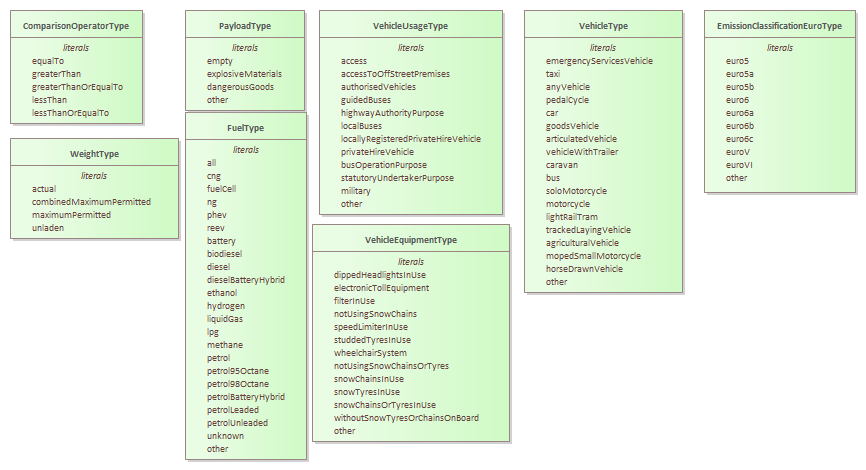 ComparisonOperatorType
literals
equalTo
greaterThan
greaterThanOrEqualTo
lessThan
lessThanOrEqualTo
WeightType
literals
actual
combinedMaximumPermitted
maximumPermitted
unladen
PayloadType
literals
empty
explosiveMaterials
dangerousGoods
other
FuelType
literals
all
cng
fuelCell
ng
phev
reev
battery
biodiesel
diesel
dieselBatteryHybrid
ethanol
hydrogen
liquidGas
lpg
methane
petrol
petrol95Octane
petrol98Octane
petrolBatteryHybrid
petrolLeaded
petrolUnleaded
unknown
other
VehicleUsageType
literals
access
accessToOffStreetPremises
authorisedVehicles
guidedBuses
highwayAuthorityPurpose
localBuses
locallyRegisteredPrivateHireVehicle
privateHireVehicle
busOperationPurpose
statutoryUndertakerPurpose
military
other
VehicleEquipmentType
literals
dippedHeadlightsInUse
electronicTollEquipment
filterInUse
notUsingSnowChains
speedLimiterInUse
studdedTyresInUse
wheelchairSystem
notUsingSnowChainsOrTyres
snowChainsInUse
snowTyresInUse
snowChainsOrTyresInUse
withoutSnowTyresOrChainsOnBoard
other
VehicleType
literals
emergencyServicesVehicle
taxi
anyVehicle
pedalCycle
car
goodsVehicle
articulatedVehicle
vehicleWithTrailer
caravan
bus
soloMotorcycle
motorcycle
lightRailTram
trackedLayingVehicle
agriculturalVehicle
mopedSmallMotorcycle
horseDrawnVehicle
other
EmissionClassificationEuroType
literals
euro5
euro5a
euro5b
euro6
euro6a
euro6b
euro6c
euroV
euroVI
other